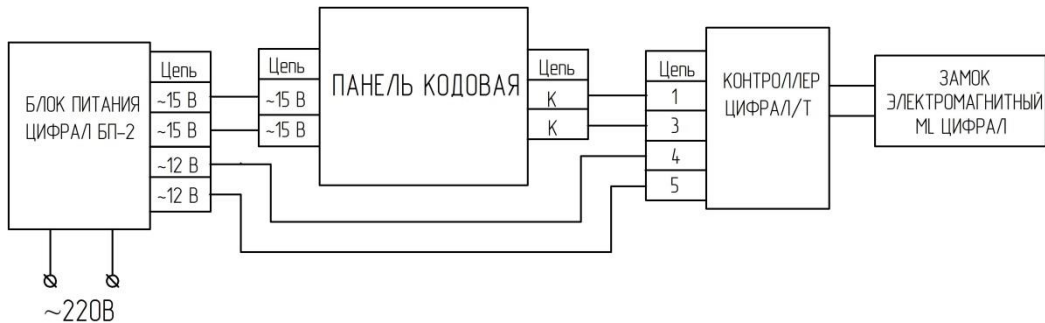 БЛОК ПИТАНИЯ
ЦИФРАЛ БП-2
Цепь
~15 В
~15 В
~12 В
~12 В
~220В
Цепь
~15 В
~15 В
ПАНЕЛЬ КОДОВАЯ
Цепь
К
К
Цепь
1
3
4
5
КОНТРОЛЛЕР
ЦИФРАЛ/Т
ЗАМОК
ЭЛЕКТРОМАГНИТНЫЙ
ML ЦИФРАЛ